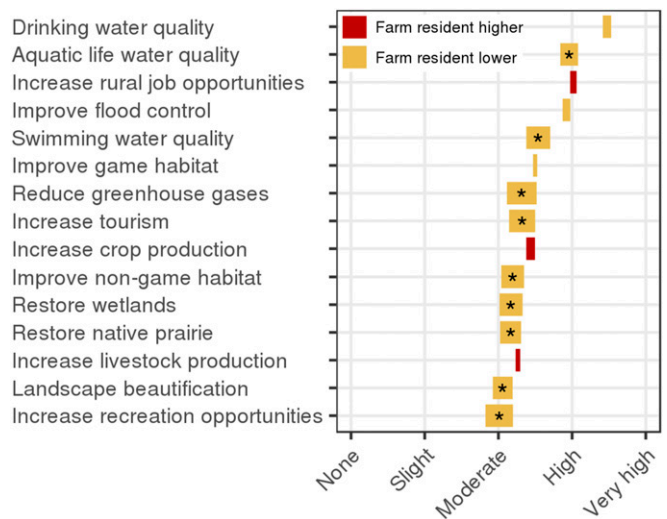 Drinking water quality
Aquatic life water quality
Increase rural job opportunities
Improve flood control
Swimming water quality
Improve game habitat
Reduce greenhouse gases
Increase tourism
Increase crop production
Improve non-game habitat
Restore wetlands
Restore native prairie
Increase livestock production
Landscape beautification
Increase recreation opportunities
Farm resident higher
Farm resident lower
*
*
*
*
*
*
*
*
*
None
Slight
Moderate
High
Very high